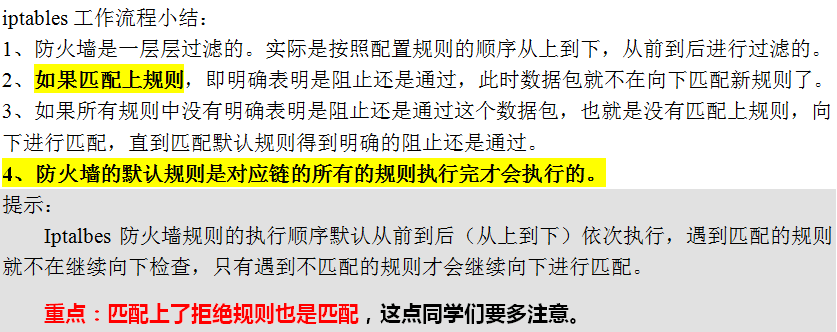 iptables 工作流程小结：
1、防火墙是一层层过滤的。实际是按照配置规则的顺序从上到下，从前到后进行过滤的。
2、如果匹配上规则，即明确表明是阻止还是通过，此时数据包就不在向下匹配新规则了。
3、如果所有规则中没有明确表明是阻止还是通过这个数据包，也就是没有匹配上规则，向
下进行匹配，直到匹配默认规则得到明确的阻止还是通过。
4、防火墙的默认规则是对应链的所有的规则执行完才会执行的。
提示：
Iptalbes 防火墙规则的执行顺序默认从前到后（从上到下）依次执行，遇到匹配的规则
就不在继续向下检查，只有遇到不匹配的规则才会继续向下进行匹配。
重点：匹配上了拒绝规则也是匹配，这点同学们要多注意。